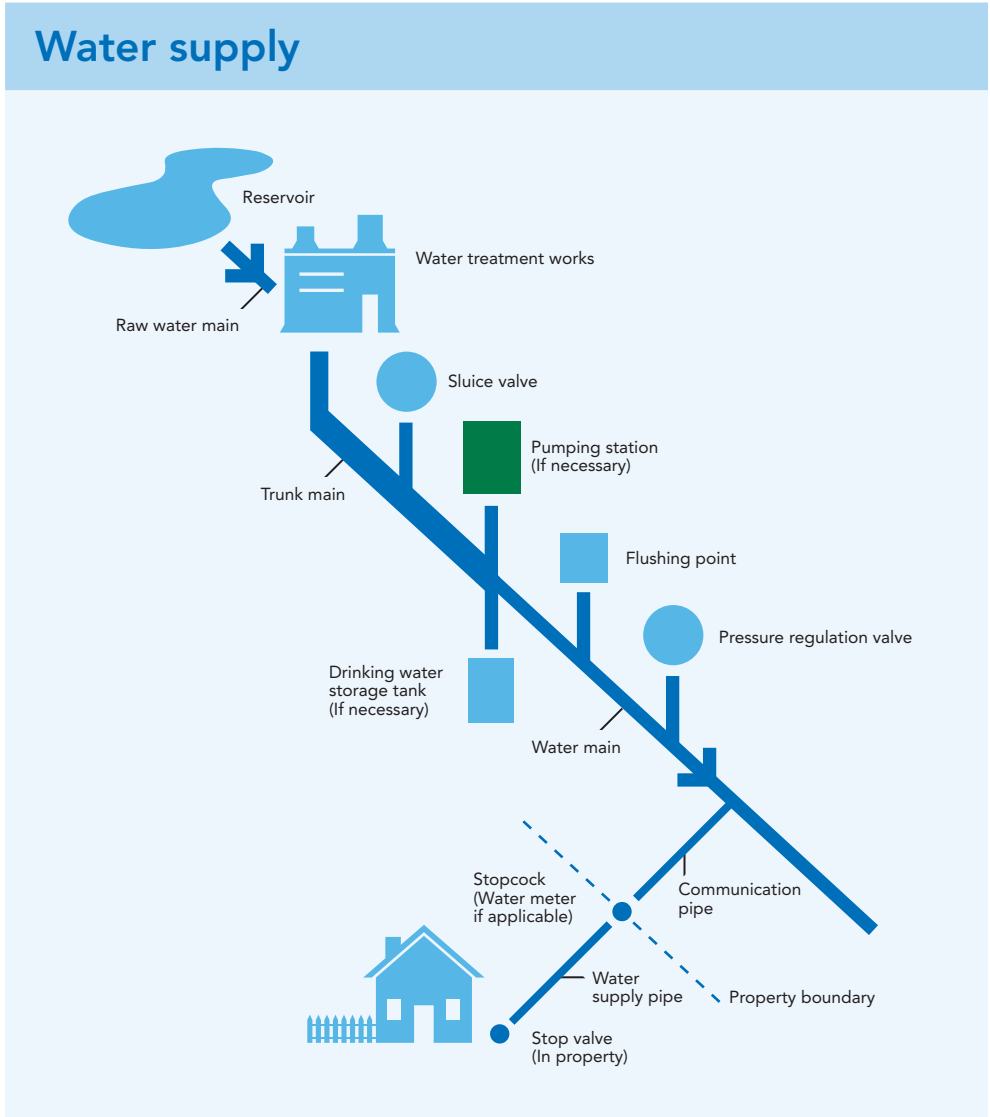 Water supply
Reservoir
Water treatment works
Raw water main
Sluice valve
Pumping station
(If necessary)
Trunk main
Flushing point
Pressure regulation valve
Drinking water
storage tank
(If necessary)
Water main
Stopcock
(Water meter
if applicable)
Communication
pipe
Water
supply pipe
Property boundary
Stop valve
(In property)